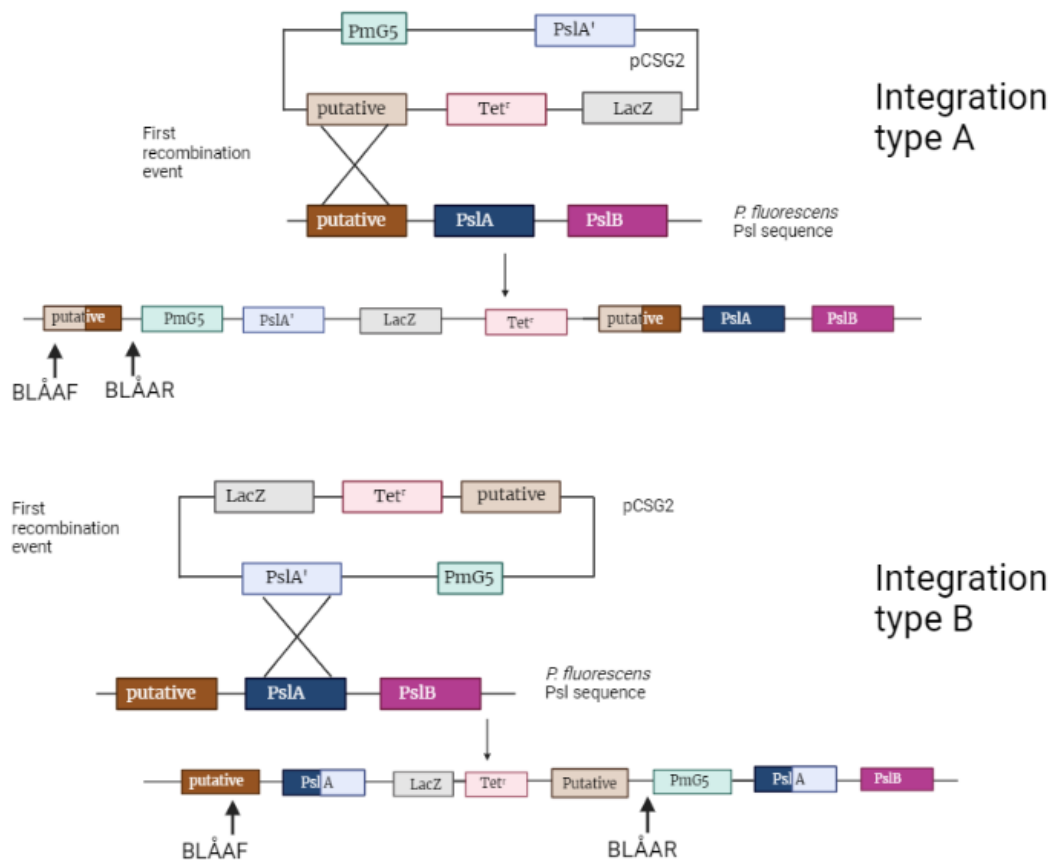 PmG5 PslA'
pCSG2
putative Tetʳ LacZ
Integration
type A
First
recombination
event
putative PslA PslB
P. fluorescens
Psl sequence
putative PmG5 PslA' LacZ Tetʳ putative PslA PslB
BLÅAF BLÅAR
First
recombination
event
LacZ Tetʳ putative
pCSG2
PslA' PmG5
Integration
type B
putative PslA PslB
P. fluorescens
Psl sequence
putative PslA LacZ Tetʳ Putative PmG5 PslA PslB
BLÅAF BLÅAR